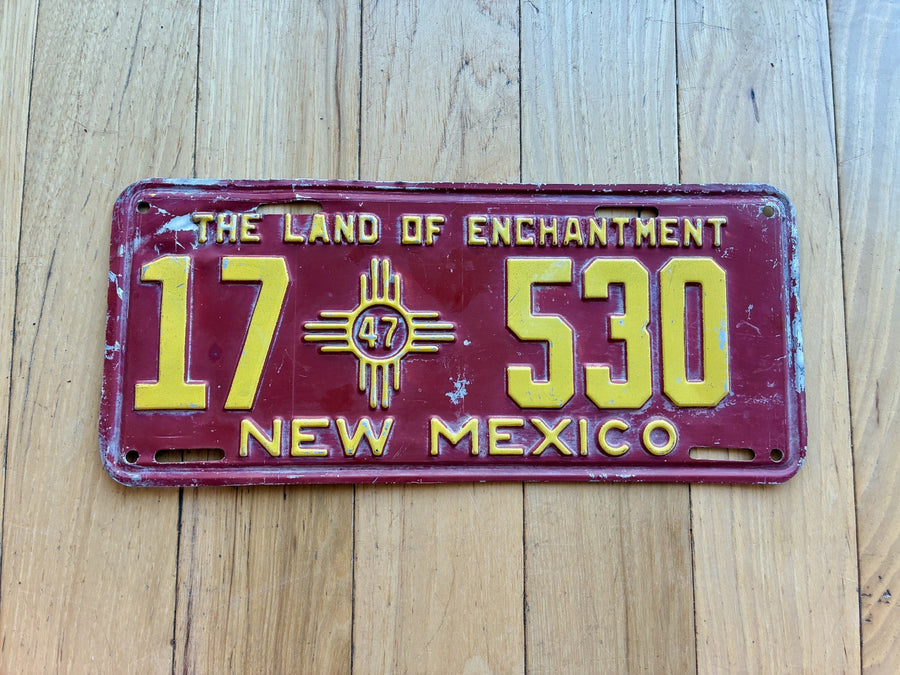 THE LAND OF ENCHANTMENT
17 47 530
NEW MEXICO